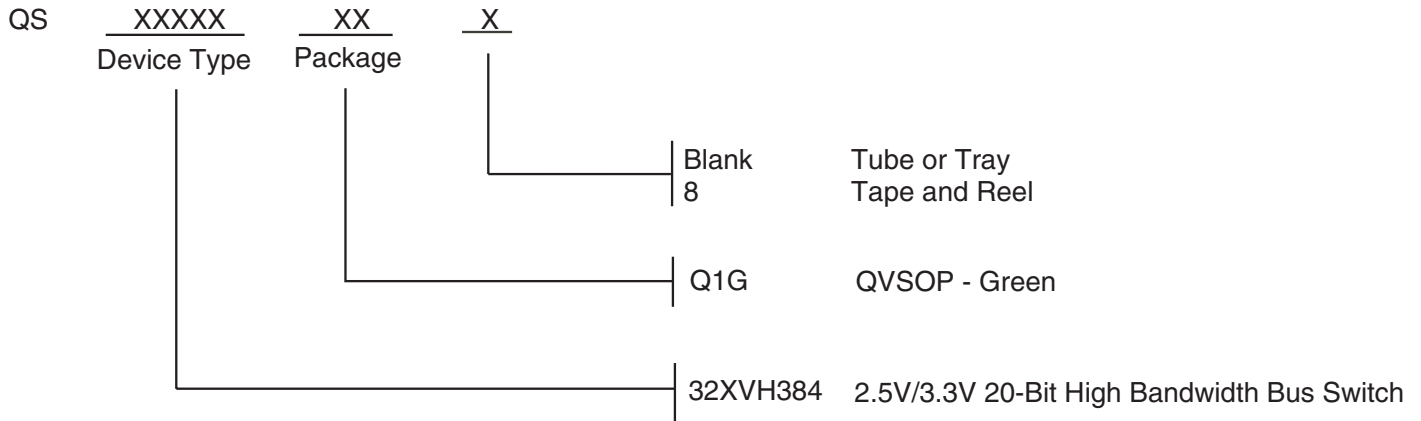 QS XXXXX XX X
Device Type Package
Blank Tube or Tray
8 Tape and Reel
Q1G QVSOP - Green
32XVH384 2.5V/3.3V 20-Bit High Bandwidth Bus Switch